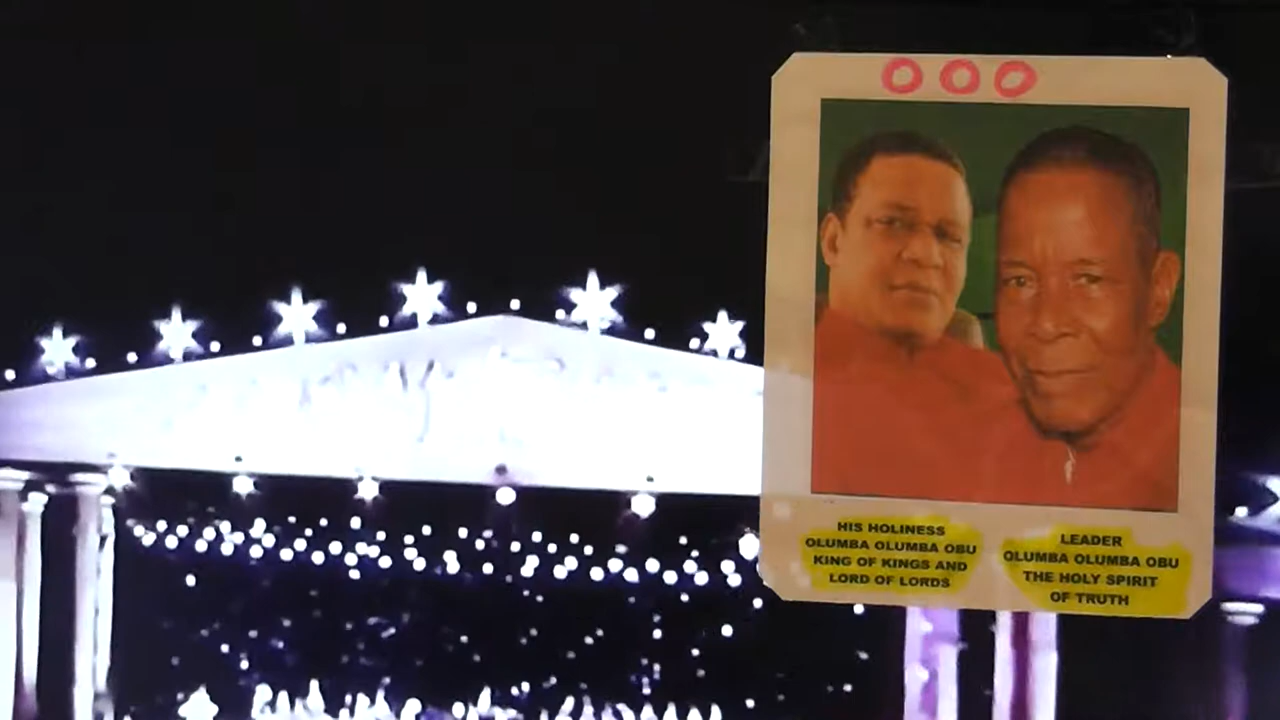 O O O
HIS HOLINESS
OLUMBA OLUMBA OBU
KING OF KINGS AND
LORD OF LORDS
LEADER
OLUMBA OLUMBA OBU
THE HOLY SPIRIT
OF TRUTH